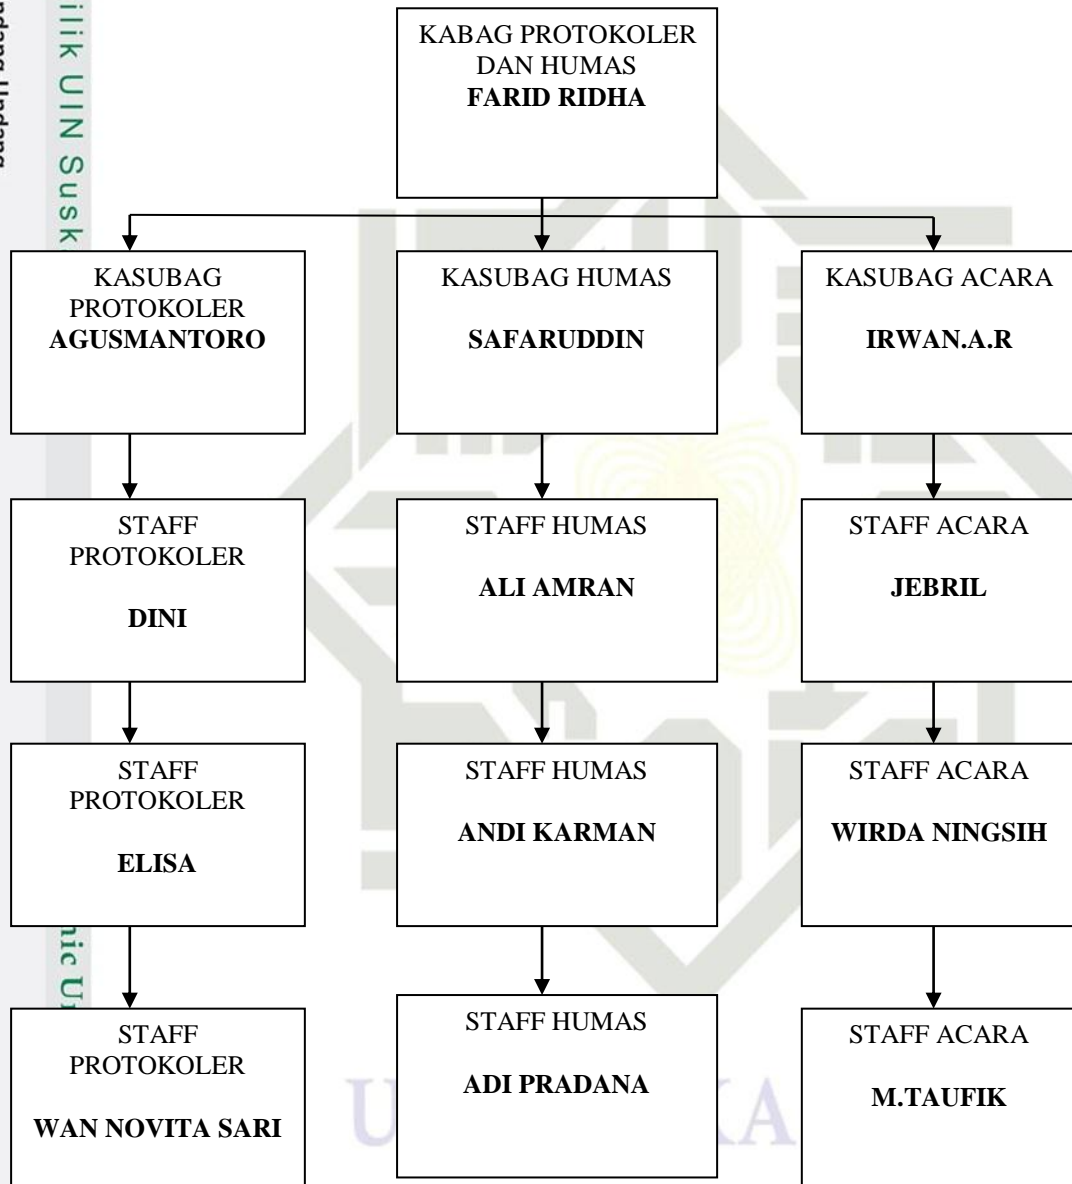 KABAG PROTOKOLER
DAN HUMAS
FARID RIDHA
KASUBAG
PROTOKOLER
AGUSMANTORO
KASUBAG HUMAS
SAFARUDDIN
KASUBAG ACARA
IRWAN.A.R
STAFF
PROTOKOLER
DINI
STAFF HUMAS
ALI AMRAN
STAFF ACARA
JEBRIL
STAFF
PROTOKOLER
ELISA
STAFF HUMAS
ANDI KARMAN
STAFF ACARA
WIRDA NINGSIH
STAFF
PROTOKOLER
WAN NOVITA SARI
STAFF HUMAS
ADI PRADANA
STAFF ACARA
M.TAUFIK
UIN